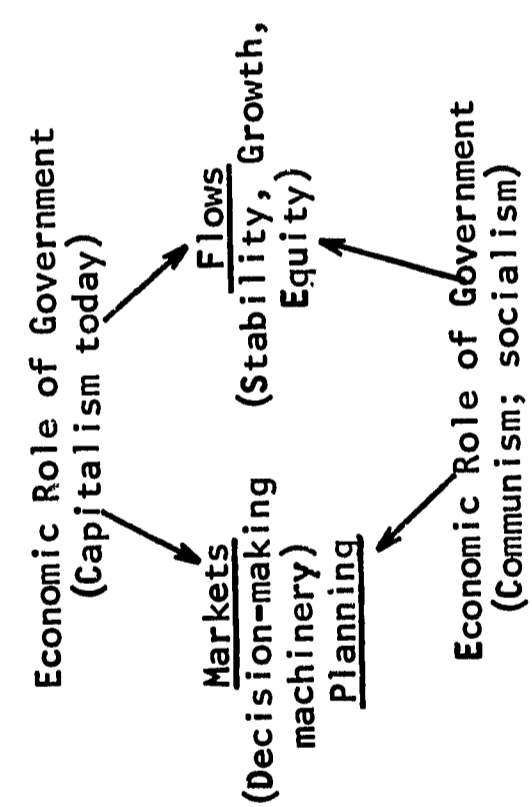 Economic Role of Government
(Capitalism today)
Markets
(Decision-making
machinery)
Planning
Flows
(Stability, Growth,
Equity)
Economic Role of Government
(Communism; socialism)